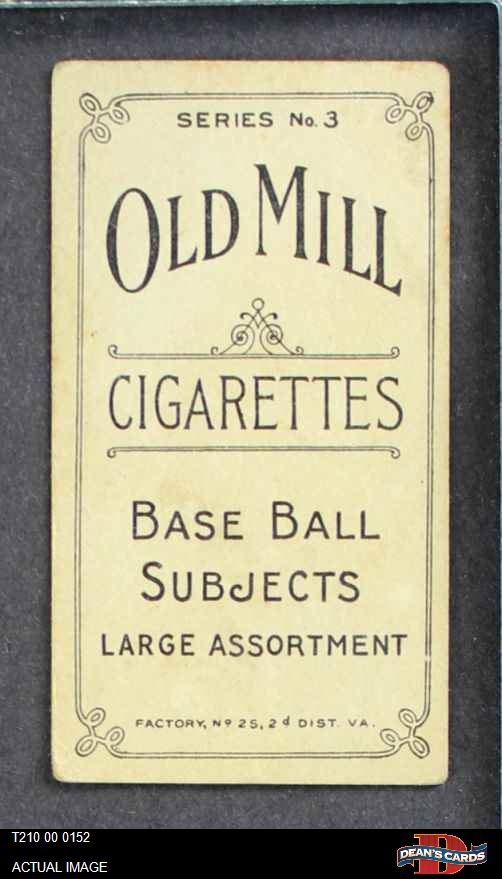 SERIES No. 3
OLD MILL
CIGARETTES
BASE BALL
SUBJECTS
LARGE ASSORTMENT
FACTORY, Nº 25, 2d DIST. VA.
T210 00 0152
ACTUAL IMAGE
D
DEAN'S CARDS